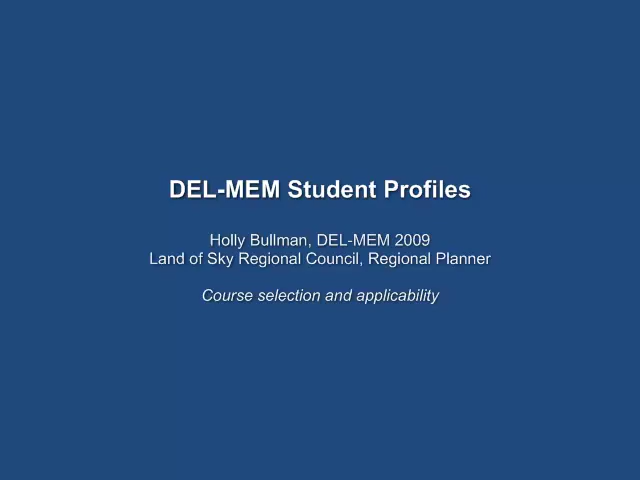 DEL-MEM Student Profiles
Holly Bullman, DEL-MEM 2009
Land of Sky Regional Council, Regional Planner
Course selection and applicability